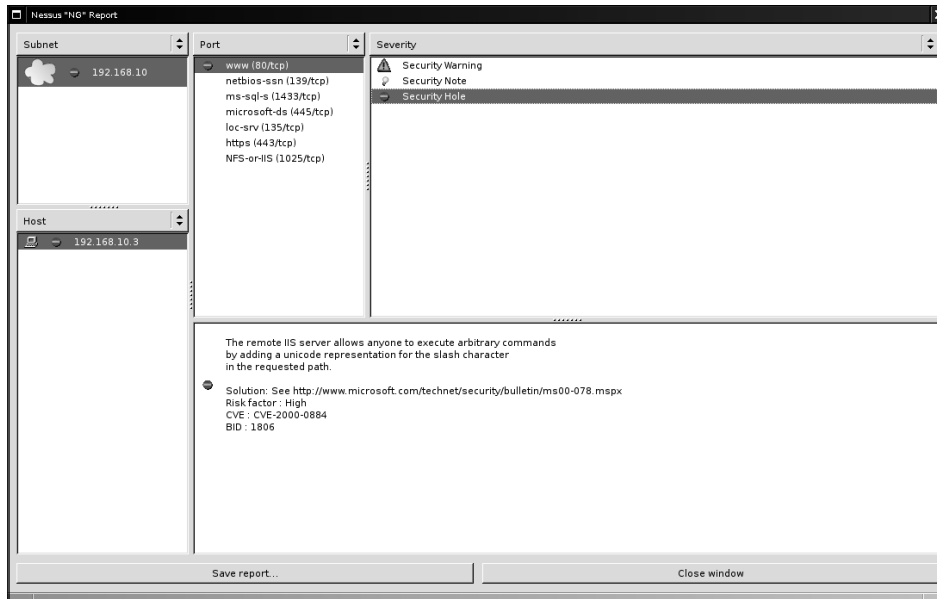 Nessus "NG" Report
Subnet
192.168.10
Host
192.168.10.3
Port
www (80/tcp)
netbios-ssn (139/tcp)
ms-sql-s (1433/tcp)
microsoft-ds (445/tcp)
loc-srv (135/tcp)
https (443/tcp)
NFS-or-IIS (1025/tcp)
Severity
Security Warning
Security Note
Security Hole
The remote IIS server allows anyone to execute arbitrary commands
by adding a unicode representation for the slash character
in the requested path.
Solution: See http://www.microsoft.com/technet/security/bulletin/ms00-078.mspx
Risk factor : High
CVE : CVE-2000-0884
BID : 1806
Save report...
Close window